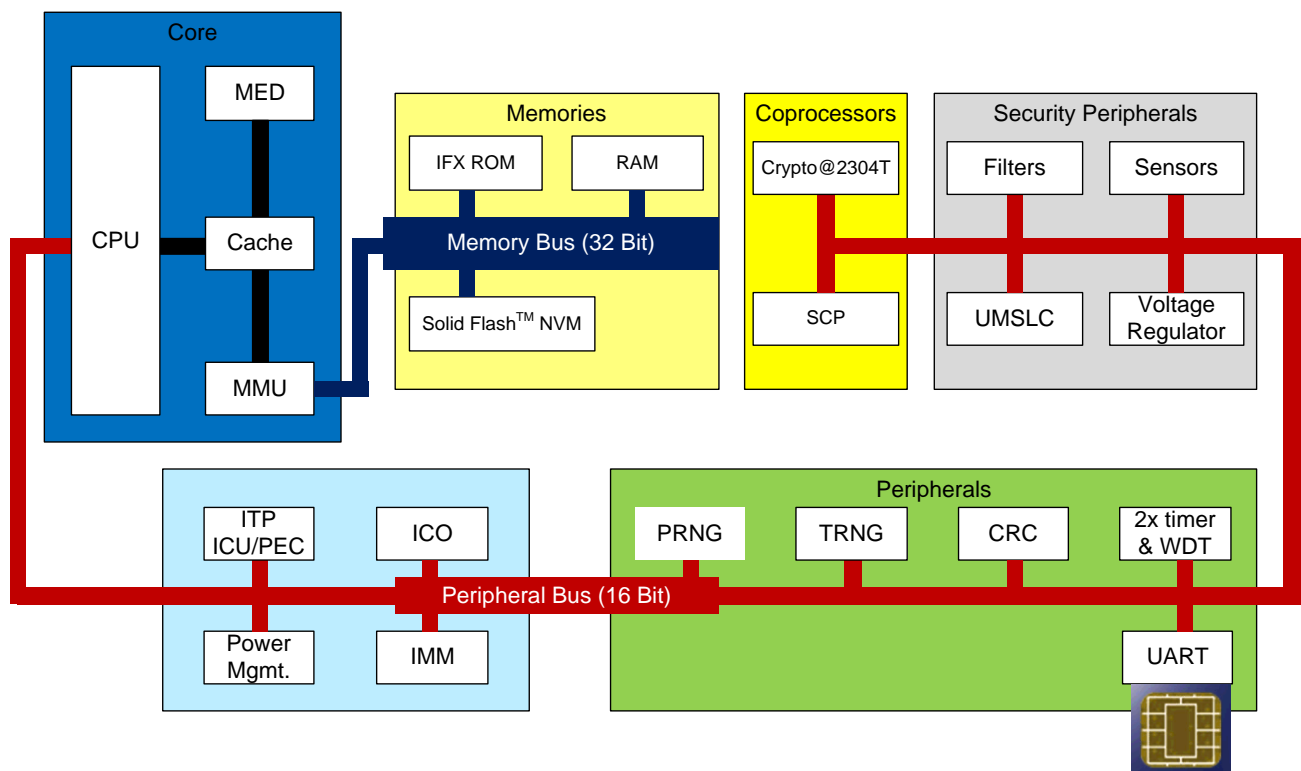 Core
CPU
MED
Cache
MMU
Memories
IFX ROM
RAM
Memory Bus (32 Bit)
Solid Flash™ NVM
Coprocessors
Crypto@2304T
SCP
Security Peripherals
Filters
Sensors
UMSLC
Voltage
Regulator
ITP
ICU/PEC
ICO
Peripheral Bus (16 Bit)
Power
Mgmt.
IMM
Peripherals
PRNG
TRNG
CRC
2x timer
& WDT
UART